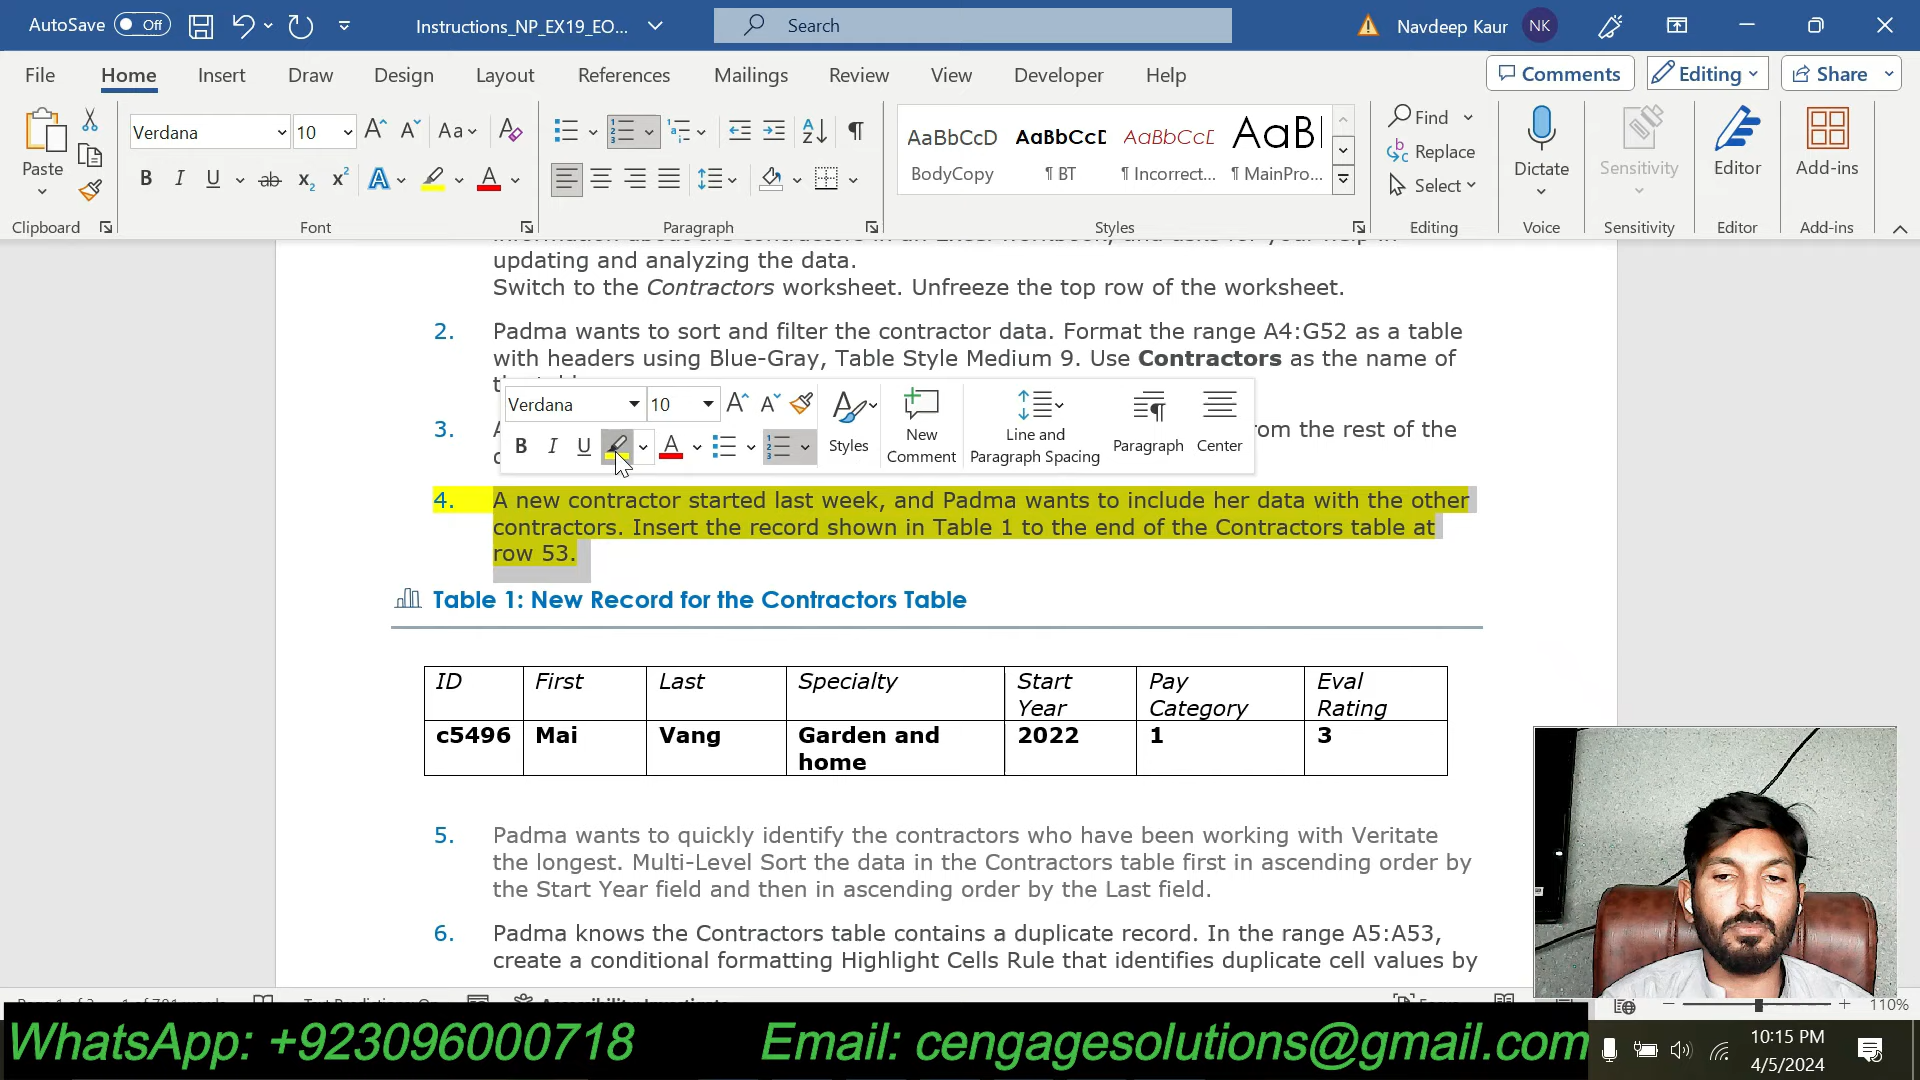 AutoSave Off
Instructions_NP_EX19_EO...
Search
Navdeep Kaur
NK
File Home Insert Draw Design Layout References Mailings Review View Developer Help
Comments
Editing
Share
Paste
Clipboard
Verdana
10
Font
Paragraph
AaBbCcD
BodyCopy
AaBbCcC
¶ BT
AaBbCcC
¶ Incorrect...
AaB
¶ MainPro...
Styles
Find
Replace
Select
Editing
Dictate
Voice
Sensitivity
Sensitivity
Editor
Editor
Add-ins
Add-ins
updating and analyzing the data.
Switch to the Contractors worksheet. Unfreeze the top row of the worksheet.
2. Padma wants to sort and filter the contractor data. Format the range A4:G52 as a table
with headers using Blue-Gray, Table Style Medium 9. Use Contractors as the name of
3. om the rest of the
Verdana
10
Styles
New
Comment
Line and
Paragraph Spacing
Paragraph
Center
4. A new contractor started last week, and Padma wants to include her data with the other
contractors. Insert the record shown in Table 1 to the end of the Contractors table at
row 53.
Table 1: New Record for the Contractors Table
ID First Last Specialty Start Year Pay Category Eval Rating
c5496 Mai Vang Garden and home 2022 1 3
5. Padma wants to quickly identify the contractors who have been working with Veritate
the longest. Multi-Level Sort the data in the Contractors table first in ascending order by
the Start Year field and then in ascending order by the Last field.
6. Padma knows the Contractors table contains a duplicate record. In the range A5:A53,
create a conditional formatting Highlight Cells Rule that identifies duplicate cell values by
110%
WhatsApp: +923096000718 Email: cengagesolutions@gmail.com
10:15 PM
4/5/2024